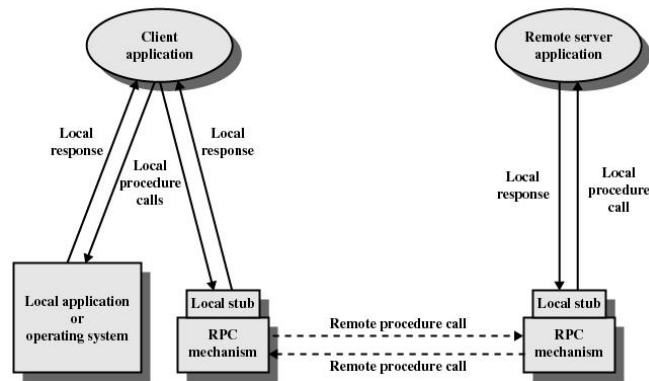 Client
application
Remote server
application
Local
response
Local
procedure
calls
Local
response
Local
response
Local
procedure
call
Local application
or
operating system
Local stub
RPC
mechanism
Remote procedure call
Remote procedure call
Local stub
RPC
mechanism